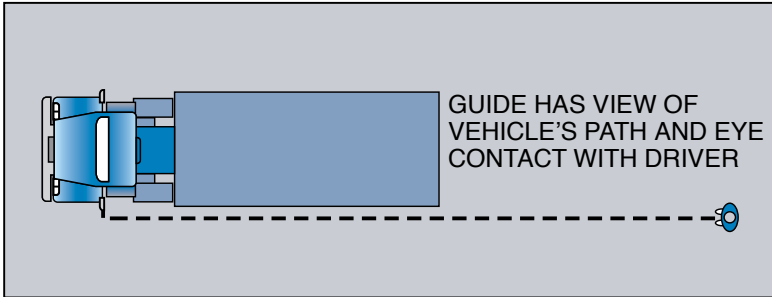 GUIDE HAS VIEW OF
VEHICLE'S PATH AND EYE
CONTACT WITH DRIVER